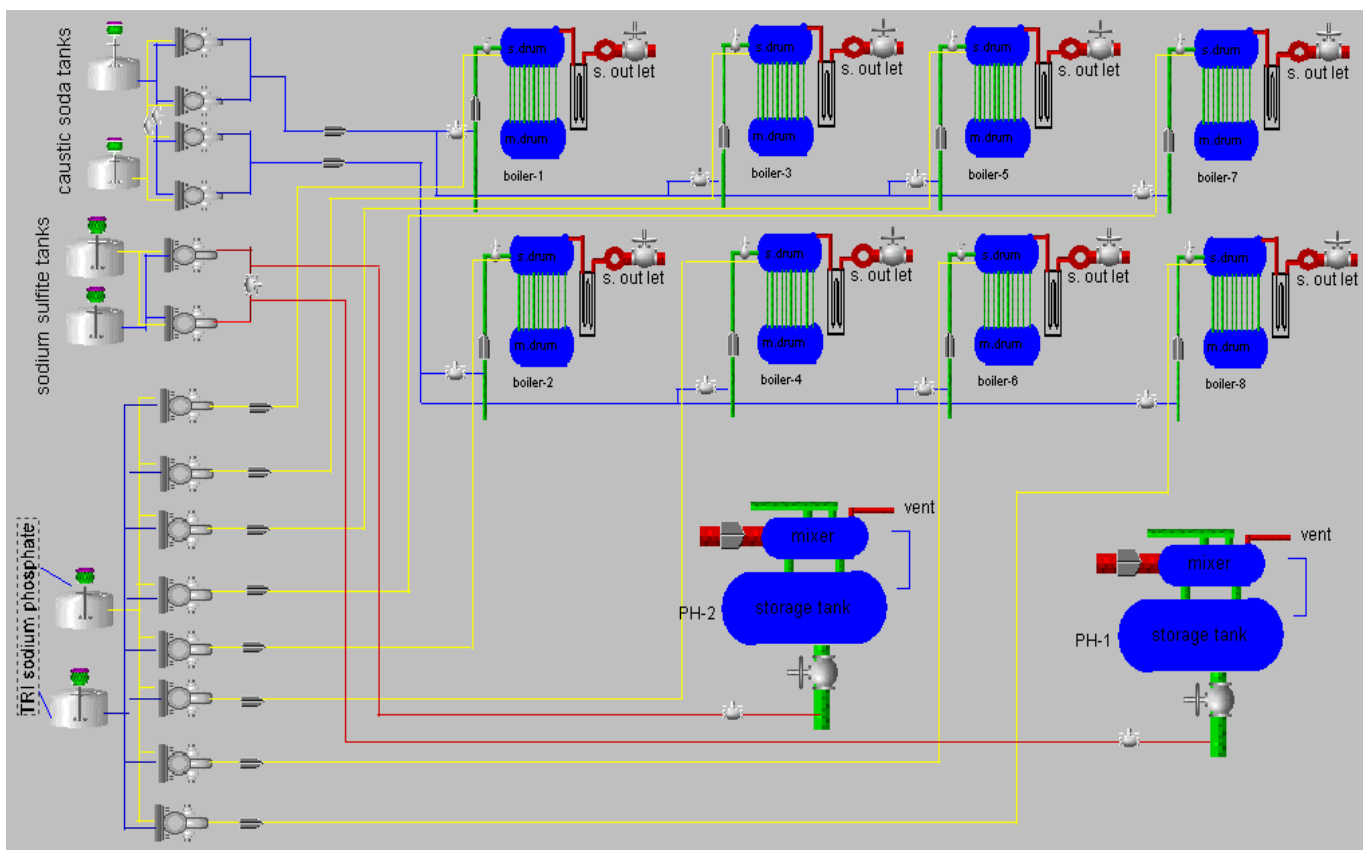 caustic soda tanks
s.drum
s. out let
m.drum
boiler-1
s.drum
s. out let
m.drum
boiler-3
s.drum
s. out let
m.drum
boiler-5
s.drum
s. out let
m.drum
boiler-7
sodium sulfite tanks
s.drum
s. out let
m.drum
boiler-2
s.drum
s. out let
m.drum
boiler-4
s.drum
s. out let
m.drum
boiler-6
s.drum
s. out let
m.drum
boiler-8
TRI sodium phosphate
vent
mixer
storage tank
PH-2
vent
mixer
storage tank
PH-1